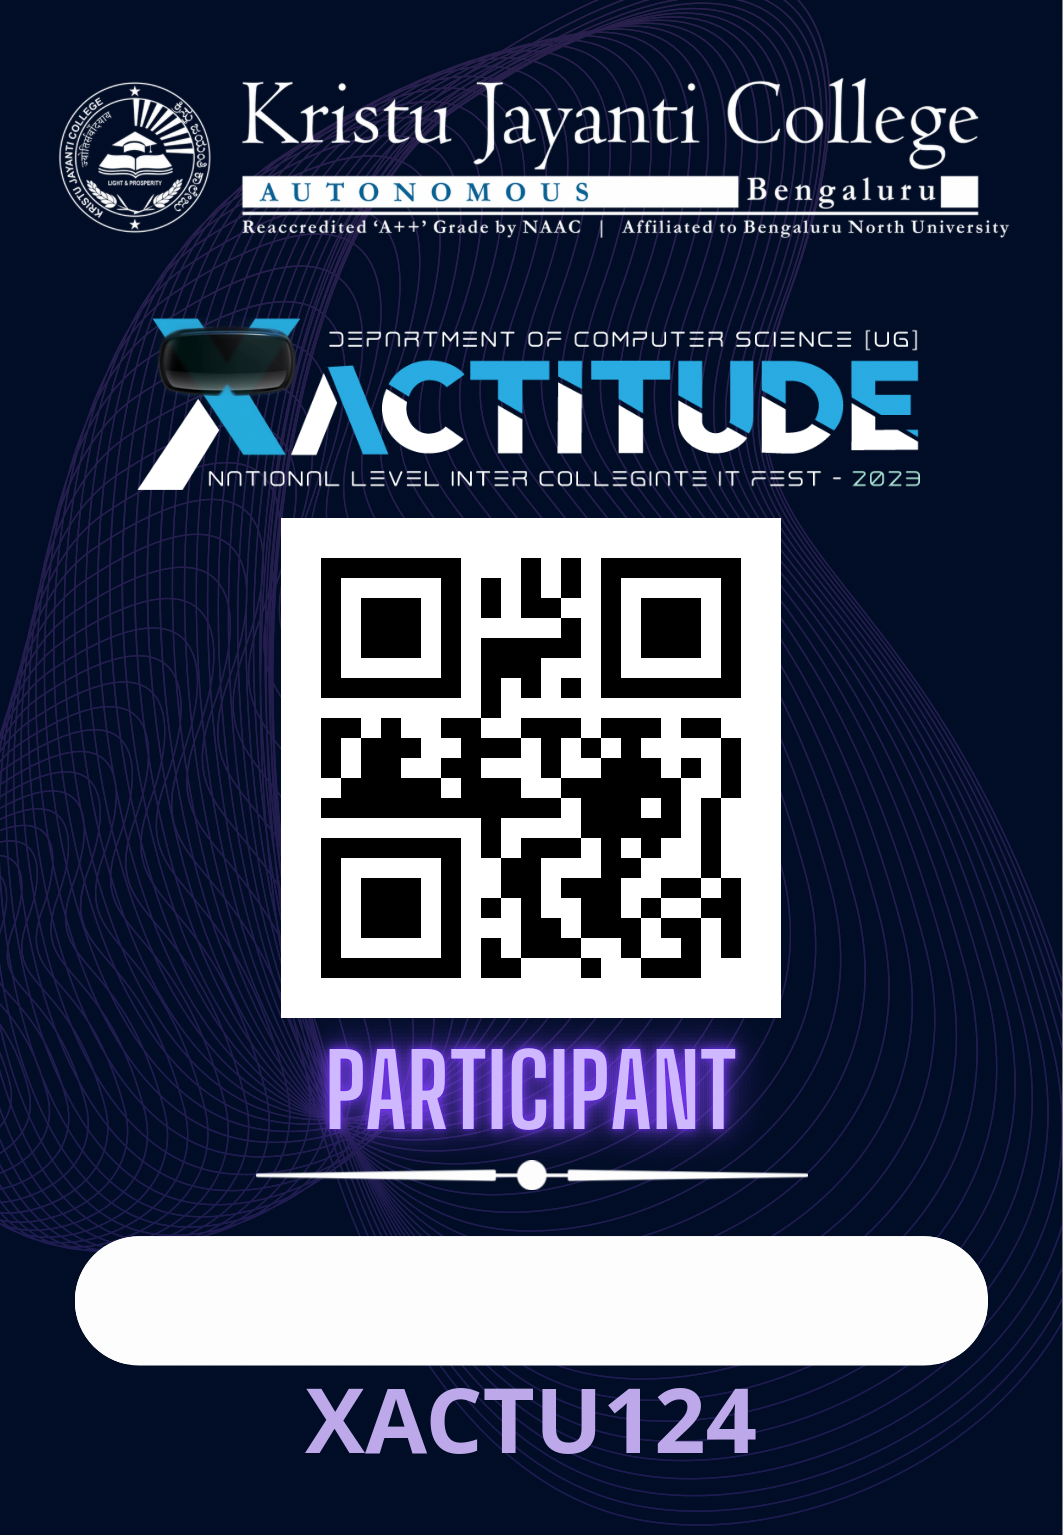 Kristu Jayanti College
AUTONOMOUS Bengaluru
Reaccredited ‘A++’ Grade by NAAC | Affiliated to Bengaluru North University
KRISTU JAYANTI COLLEGE
LIGHT & PROSPERITY
DEPARTMENT OF COMPUTER SCIENCE [UG]
XACTITUDE
NATIONAL LEVEL INTER COLLEGIATE IT FEST - 2023
PARTICIPANT
XACTU124